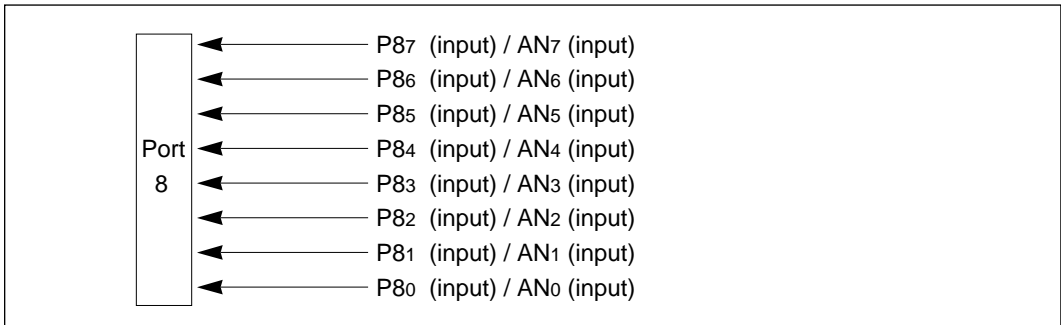 P87 (input) / AN7 (input)
P86 (input) / AN6 (input)
P85 (input) / AN5 (input)
Port P84 (input) / AN4 (input)
8 P83 (input) / AN3 (input)
P82 (input) / AN2 (input)
P81 (input) / AN1 (input)
P80 (input) / AN0 (input)